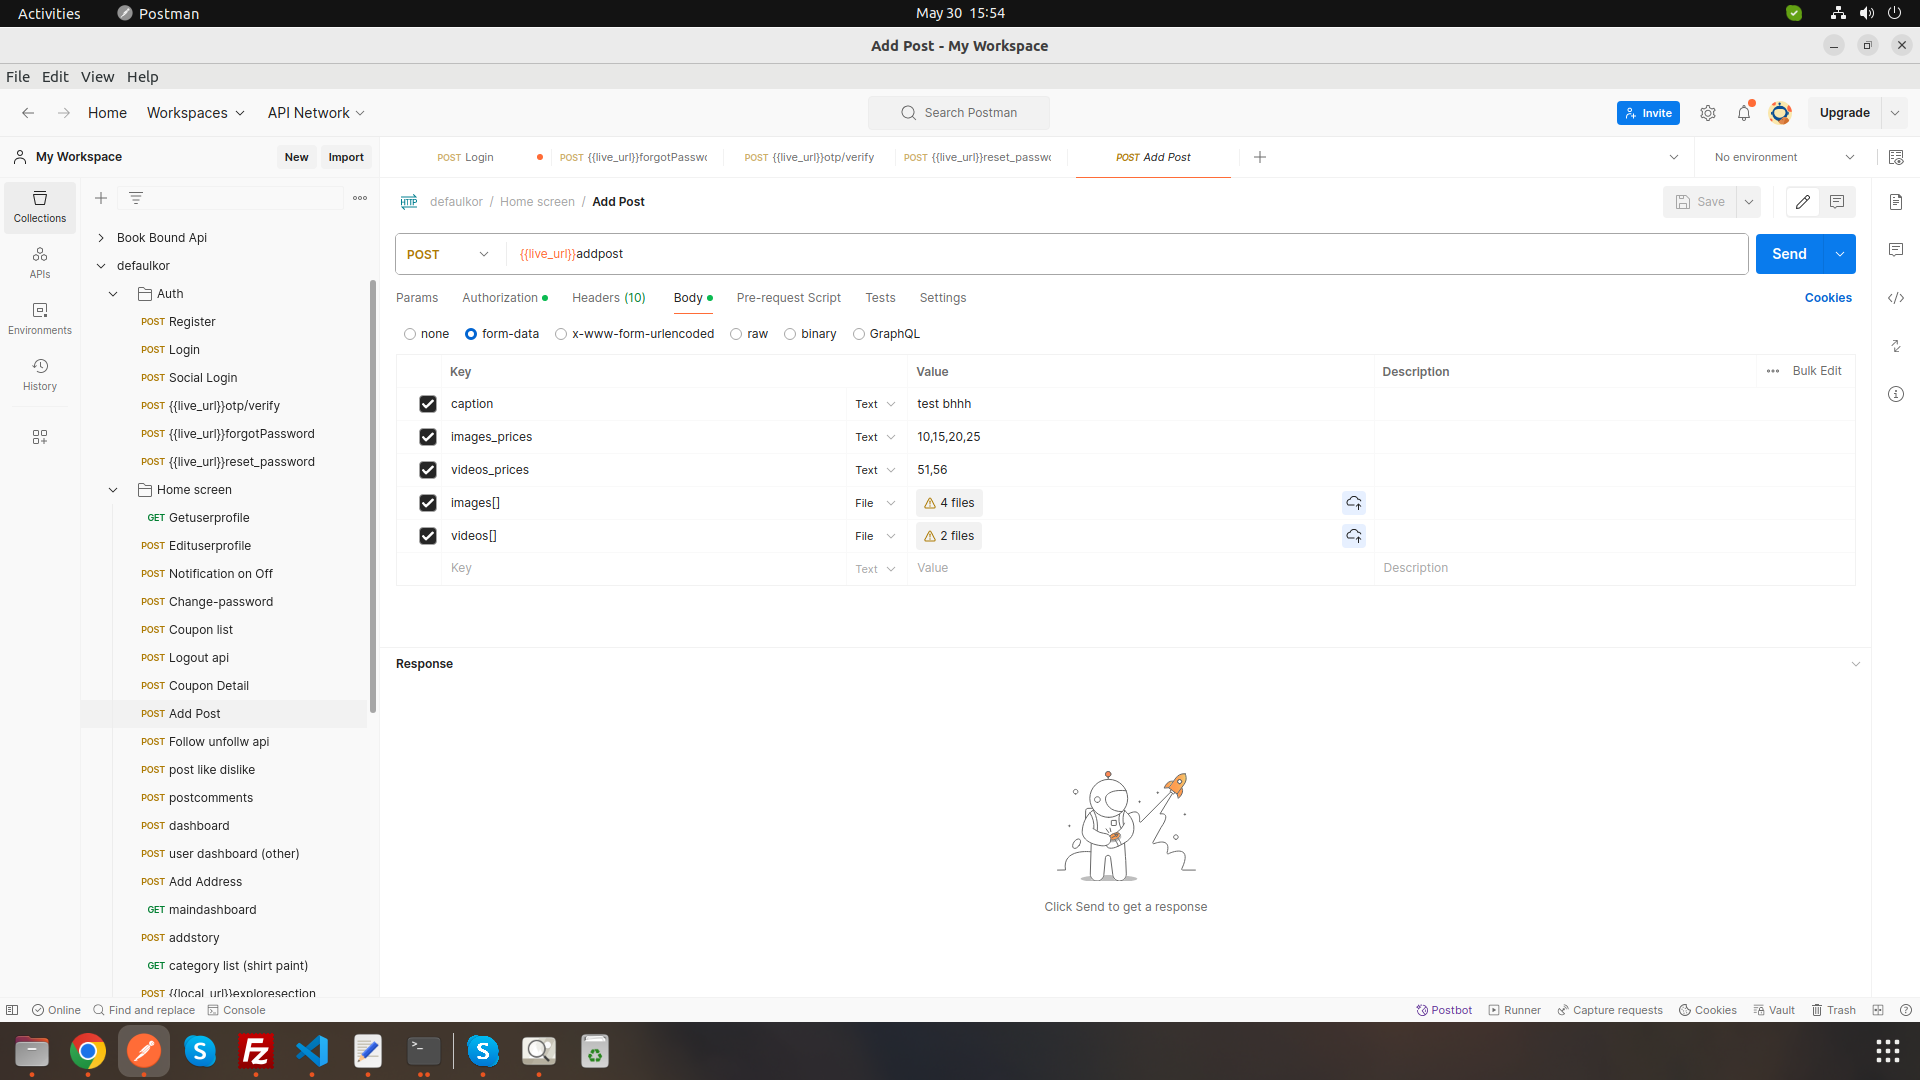 Activities
Postman
May 30 15:54
Add Post - My Workspace
File Edit View Help
Home Workspaces API Network
Search Postman
Invite
Upgrade
My Workspace
New
Import
POST Login
POST {{live_url}}forgotPassw
POST {{live_url}}otp/verify
POST {{live_url}}reset_passw
POST Add Post
No environment
Collections
APIs
Environments
History
Book Bound Api
defaulkor
Auth
POST Register
POST Login
POST Social Login
POST {{live_url}}otp/verify
POST {{live_url}}forgotPassword
POST {{live_url}}reset_password
Home screen
GET Getuserprofile
POST Edituserprofile
POST Notification on Off
POST Change-password
POST Coupon list
POST Logout api
POST Coupon Detail
POST Add Post
POST Follow unfollw api
POST post like dislike
POST postcomments
POST dashboard
POST user dashboard (other)
POST Add Address
GET maindashboard
POST addstory
GET category list (shirt paint)
POST {{local_url}}exploresection
HTTP defaulkor / Home screen / Add Post
Save
POST {{live_url}}addpost
Send
Params Authorization Headers (10) Body Pre-request Script Tests Settings
Cookies
none form-data x-www-form-urlencoded raw binary GraphQL
Key Value Description Bulk Edit
caption Text test bhhh
images_prices Text 10,15,20,25
videos_prices Text 51,56
images[] File 4 files
videos[] File 2 files
Key Text Value Description
Response
Click Send to get a response
Online Find and replace Console
Postbot Runner Capture requests Cookies Vault Trash